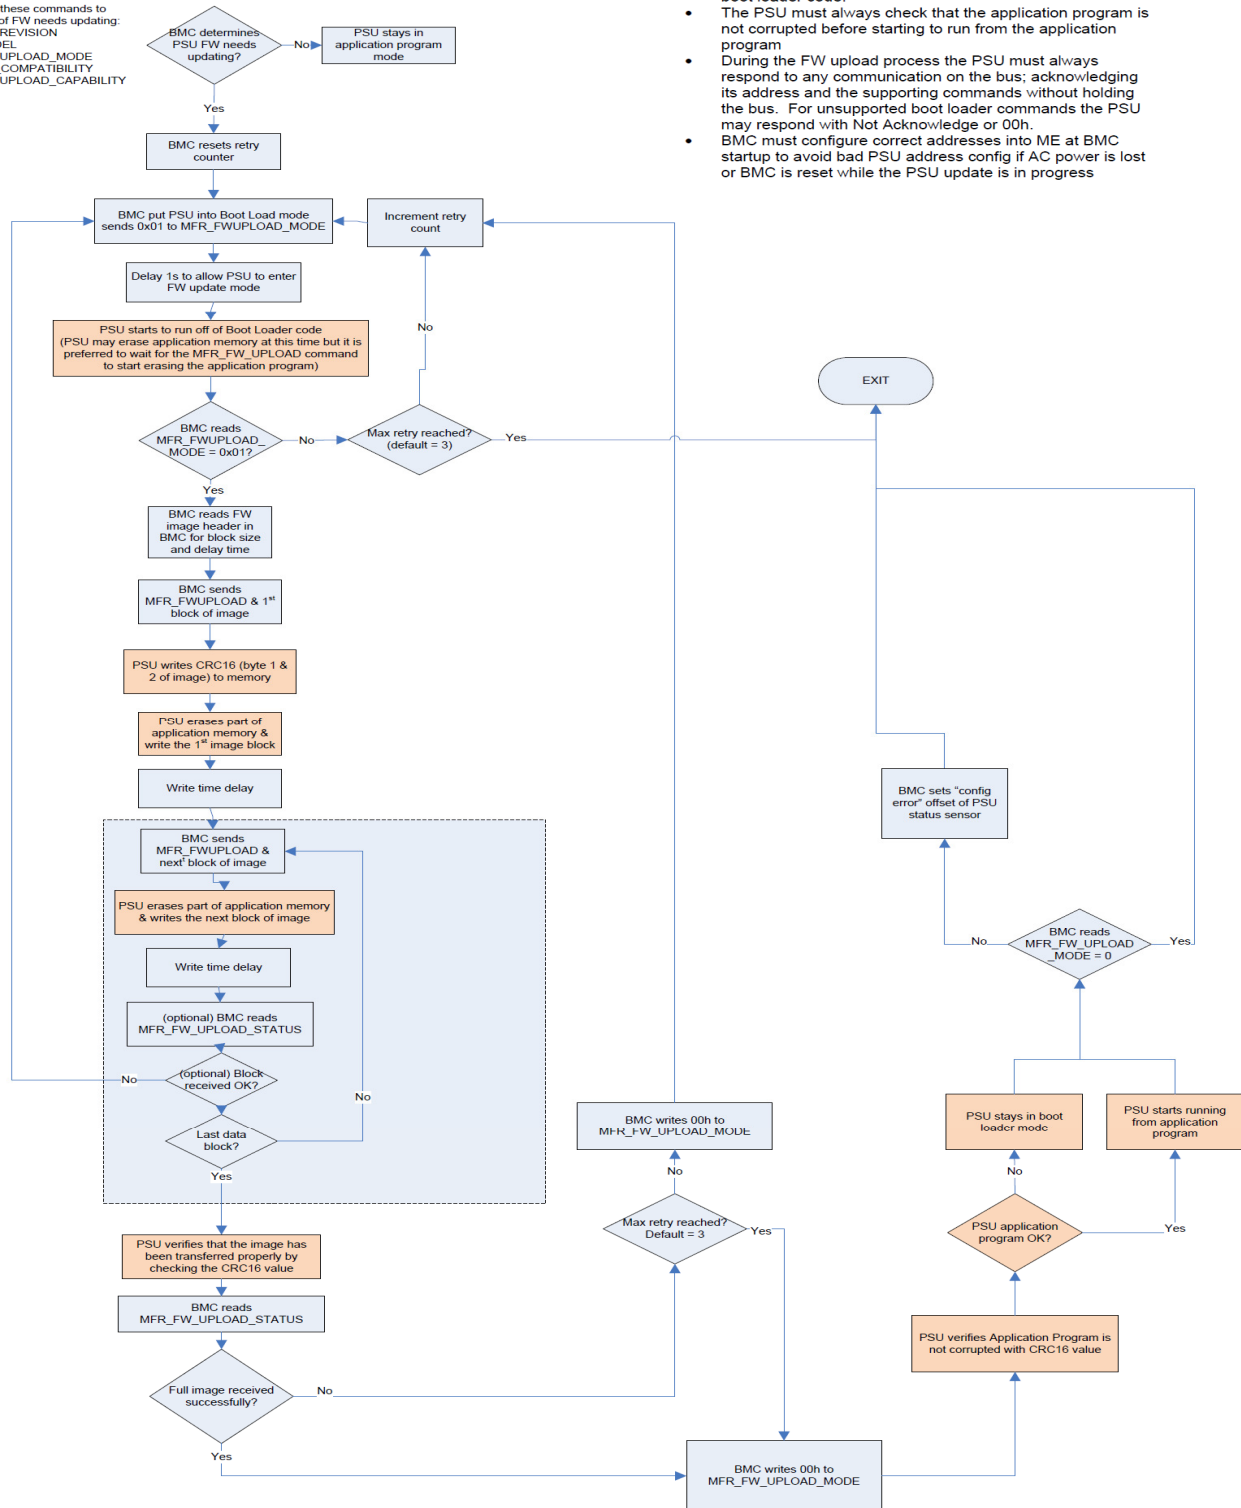 these commands to
of FW needs updating:
REVISION
DEL
UPLOAD_MODE
_COMPATIBILITY
UPLOAD_CAPABILITY
BMC determines
PSU FW needs
updating?
No
PSU stays in
application program
mode
boot loader code.
• The PSU must always check that the application program is
not corrupted before starting to run from the application
program
• During the FW upload process the PSU must always
respond to any communication on the bus; acknowledging
its address and the supporting commands without holding
the bus. For unsupported boot loader commands the PSU
may respond with Not Acknowledge or 00h.
• BMC must configure correct addresses into ME at BMC
startup to avoid bad PSU address config if AC power is lost
or BMC is reset while the PSU update is in progress
Yes
BMC resets retry
counter
BMC put PSU into Boot Load mode
sends 0x01 to MFR_FWUPLOAD_MODE
Increment retry
count
Delay 1s to allow PSU to enter
FW update mode
No
PSU starts to run off of Boot Loader code
(PSU may erase application memory at this time but it is
preferred to wait for the MFR_FW_UPLOAD command
to start erasing the application program)
EXIT
BMC reads
MFR_FWUPLOAD_
MODE = 0x01?
No
Max retry reached?
(default = 3)
Yes
Yes
BMC reads FW
image header in
BMC for block size
and delay time
BMC sends
MFR_FWUPLOAD & 1st
block of image
PSU writes CRC16 (byte 1 &
2 of image) to memory
PSU erases part of
application memory &
write the 1st image block
Write time delay
BMC sets "config
error" offset of PSU
status sensor
BMC sends
MFR_FWUPLOAD &
nextt block of image
PSU erases part of application memory
& writes the next block of image
Write time delay
No
BMC reads
MFR_FW_UPLOAD
_MODE = 0
Yes
(optional) BMC reads
MFR_FW_UPLOAD_STATUS
No
(optional) Block
received OK?
No
Last data
block?
Yes
BMC writes 00h to
MFR_FW_UPLOAD_MODE
PSU stays in boot
loader mode
PSU starts running
from application
program
No
No
Max retry reached?
Default = 3
Yes
PSU application
program OK?
Yes
PSU verifies that the image has
been transferred properly by
checking the CRC16 value
BMC reads
MFR_FW_UPLOAD_STATUS
PSU verifies Application Program is
not corrupted with CRC16 value
Full image received
successfully?
No
Yes
BMC writes 00h to
MFR_FW_UPLOAD_MODE